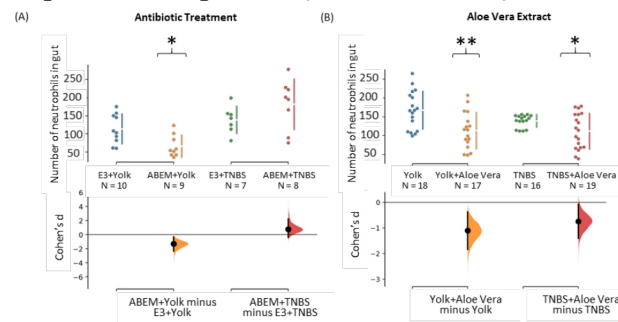 (A)
Antibiotic Treatment
*
Number of neutrophils in gut
250
200
150
100
50
E3+Yolk
N = 10
ABEM+Yolk
N = 9
E3+TNBS
N = 7
ABEM+TNBS
N = 8
Cohen's d
6
4
2
0
−2
−4
−6
ABEM+Yolk minus
E3+Yolk
ABEM+TNBS
minus E3+TNBS
(B)
Aloe Vera Extract
**
*
Number of neutrophils in gut
250
200
150
100
50
Yolk
N = 18
Yolk+Aloe Vera
N = 17
TNBS
N = 16
TNBS+Aloe Vera
N = 19
Cohen's d
0
−1
−2
−3
Yolk+Aloe Vera
minus Yolk
TNBS+Aloe Vera
minus TNBS